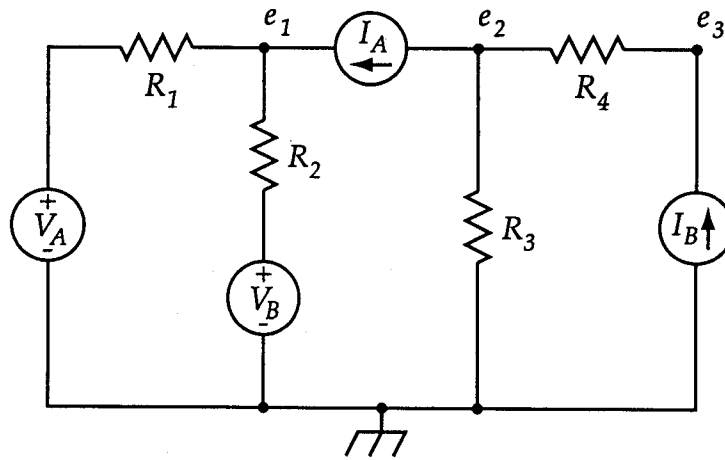 e1 IA e2 e3
R1 R4
R2
+ VA - R3 IB
+ VB -